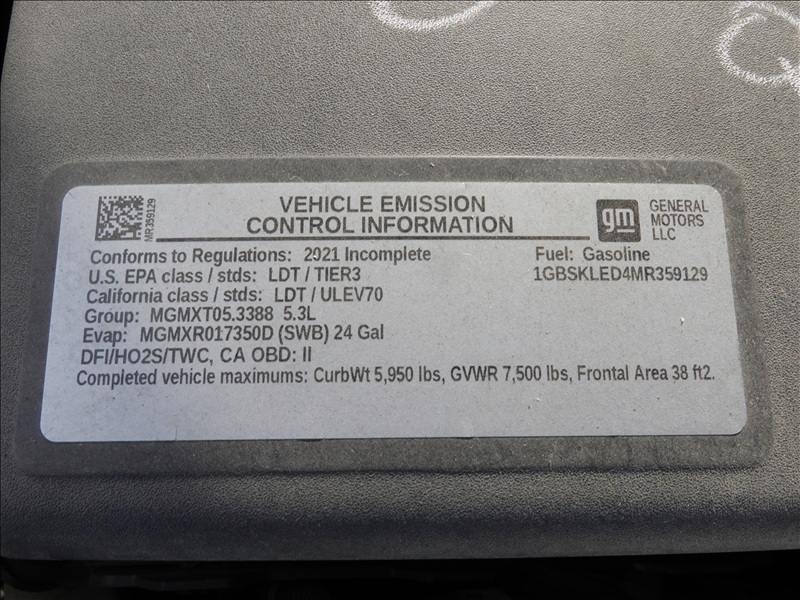 MR359129
VEHICLE EMISSION
CONTROL INFORMATION
gm
GENERAL
MOTORS
LLC
Conforms to Regulations: 2021 Incomplete
Fuel: Gasoline
U.S. EPA class / stds: LDT / TIER3
1GBSKLED4MR359129
California class / stds: LDT / ULEV70
Group: MGMXT05.3388 5.3L
Evap: MGMXR017350D (SWB) 24 Gal
DFI/HO2S/TWC, CA OBD: II
Completed vehicle maximums: CurbWt 5,950 lbs, GVWR 7,500 lbs, Frontal Area 38 ft2.